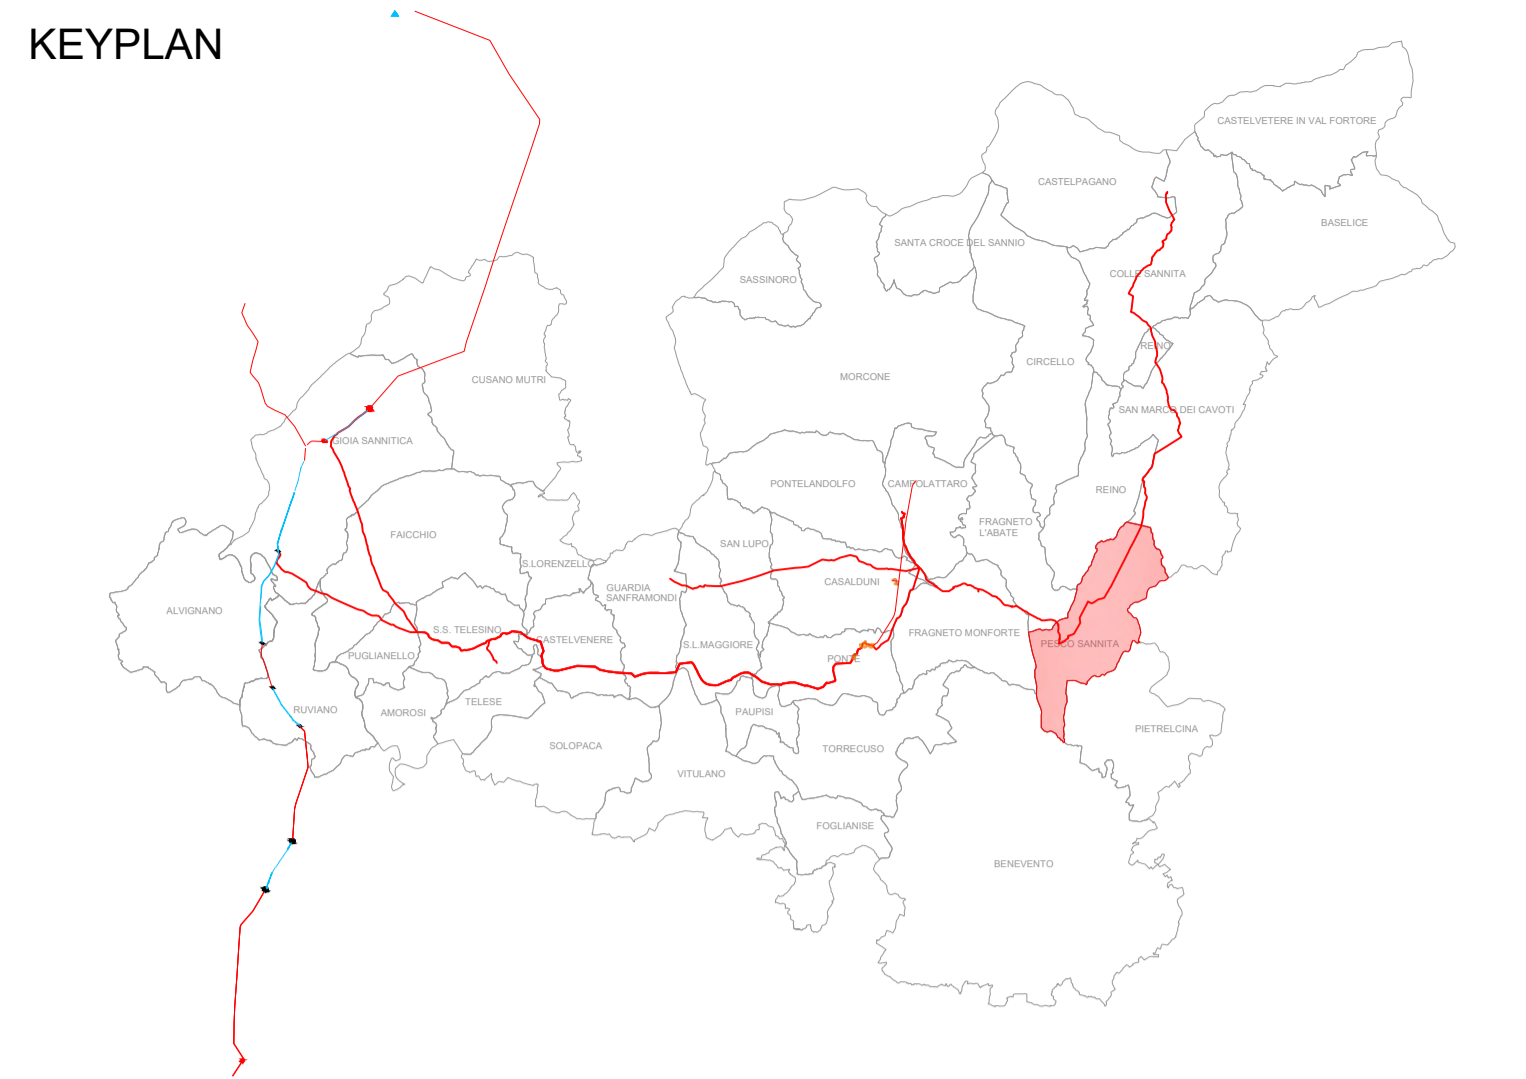 KEYPLAN
CASTELVETERE IN VAL FORTORE
CASTELPAGANO
BASELICE
SANTA CROCE DEL SANNIO
COLLE SANNITA
SASSINORO
REINO
CIRCELLO
MORCONE
CUSANO MUTRI
SAN MARCO DEI CAVOTI
GIOIA SANNITICA
PONTELANDOLFO
CAMPOLATTARO
REINO
FRAGNETO
L'ABATE
FAICCHIO
SAN LUPO
S.LORENZELLO
CASALDUNI
GUARDIA
SANFRAMONDI
ALVIGNANO
S.S. TELESINO
FRAGNETO MONFORTE
CASTELVENERE
S.L.MAGGIORE
PESCO SANNITA
PUGLIANELLO
PONTE
TELESE
RUVIANO
AMOROSI
PAUPISI
PIETRELCINA
SOLOPACA
TORRECUSO
VITULANO
FOGLIANISE
BENEVENTO